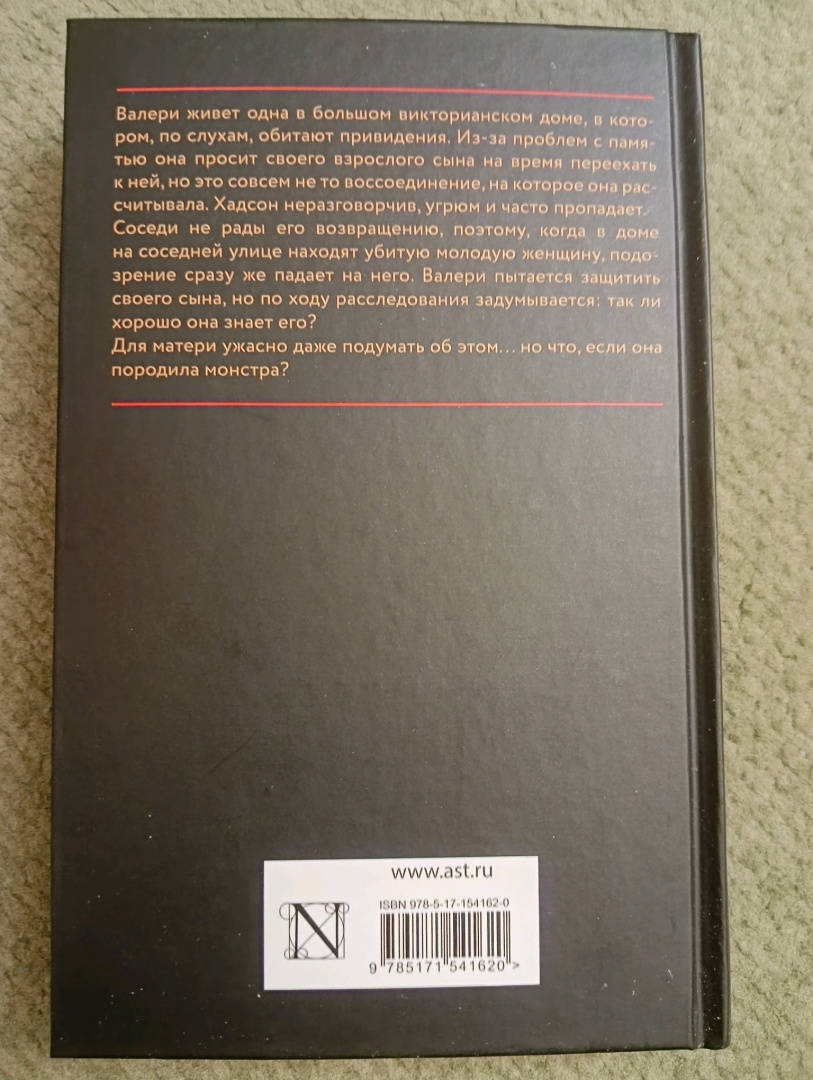 Валери живет одна в большом викторианском доме, в кото-
ром, по слухам, обитают привидения. Из-за проблем с памя-
тью она просит своего взрослого сына на время переехать
к ней, но это совсем не то воссоединение, на которое она рас-
считывала. Хадсон неразговорчив, угрюм и часто пропадает.
Соседи не рады его возвращению, поэтому, когда в доме
на соседней улице находят убитую молодую женщину, подо-
зрение сразу же падает на него. Валери пытается защитить
своего сына, но по ходу расследования задумывается: так ли
хорошо она знает его?
Для матери ужасно даже подумать об этом... но что, если она
породила монстра?
www.ast.ru
ISBN 978-5-17-154162-0
N
9 785171 541620 >